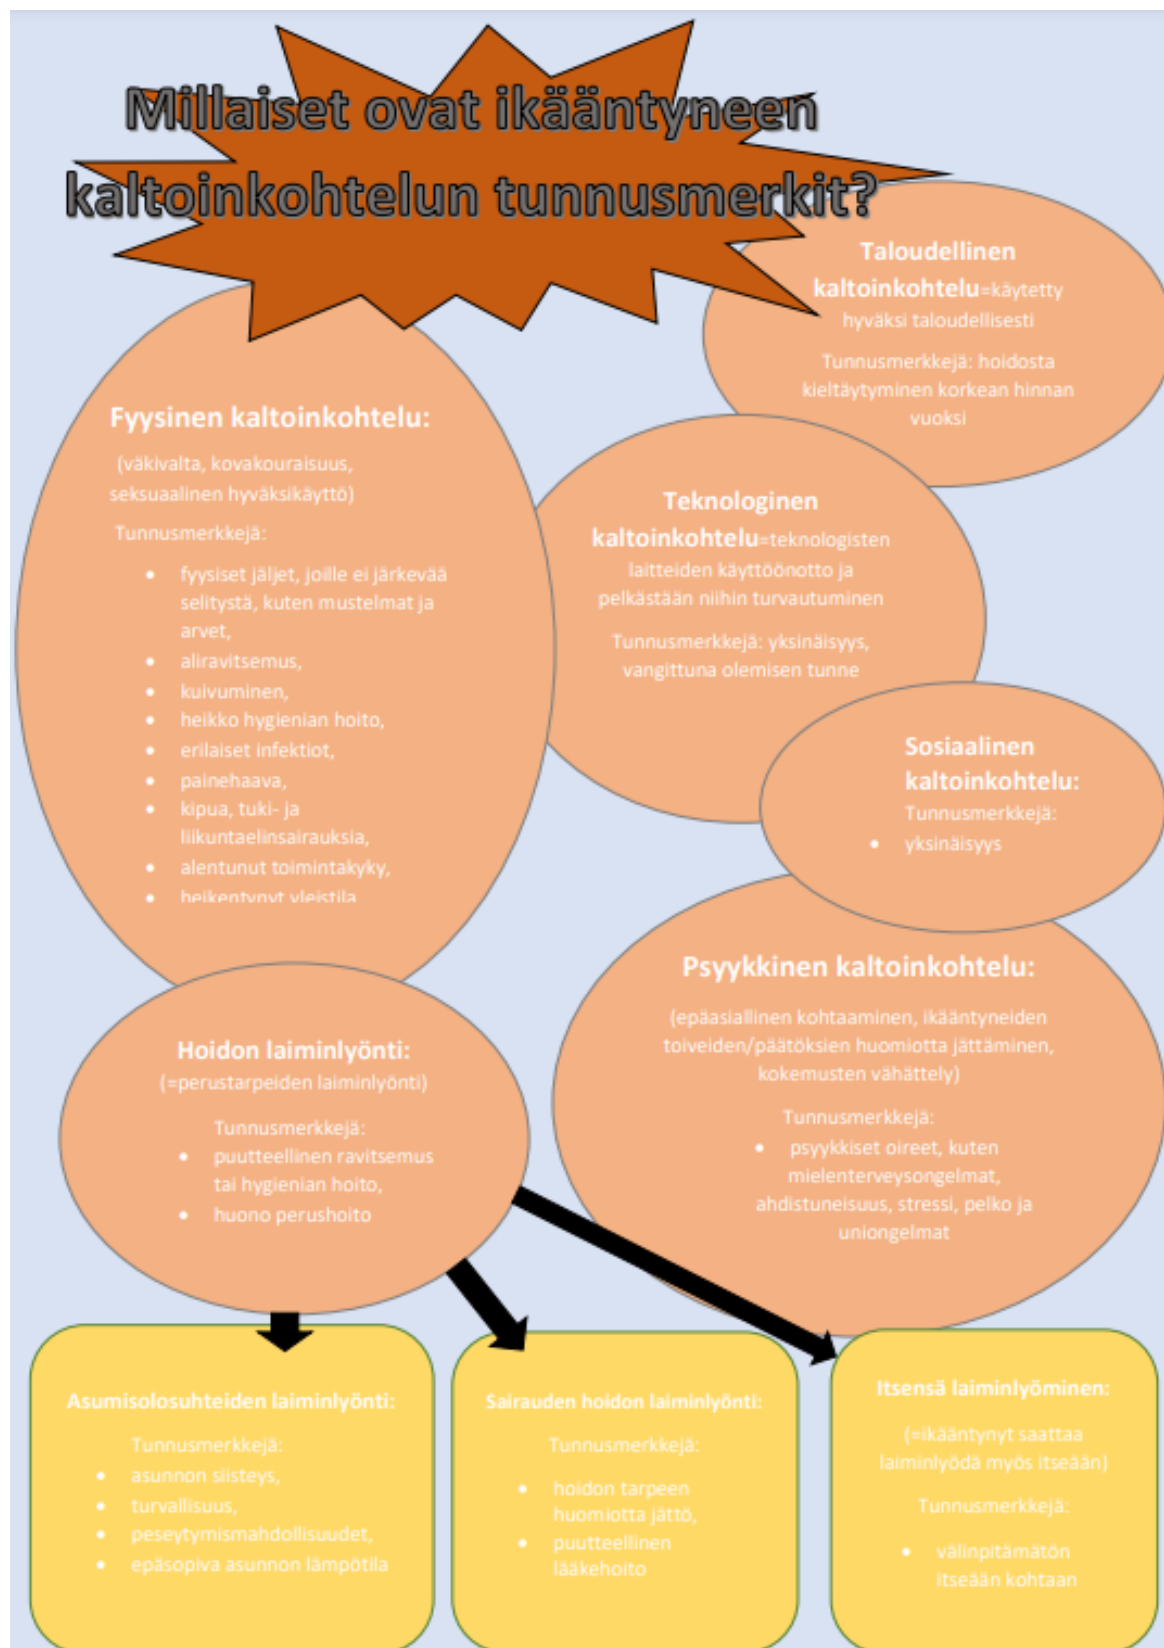 Millaiset ovat ikääntyneen
kaltoinkohtelun tunnusmerkit?
Taloudellinen
kaltoinkohtelu=käytetty
hyväksi taloudellisesti
Tunnusmerkkejä: hoidosta
kieltäytyminen korkean hinnan
vuoksi
Fyysinen kaltoinkohtelu:
(väkivalta, kovakouraisuus,
seksuaalinen hyväksikäyttö)
Tunnusmerkkejä:
• fyysiset jäljet, joille ei järkevää
selitystä, kuten mustelmat ja
arvet,
• aliravitsemus,
• kuivuminen,
• heikko hygienian hoito,
• erilaiset infektiot,
• painehaava,
• kipua, tuki- ja
liikuntaelinsairauksia,
• alentunut toimintakyky,
• heikentynyt yleistila
Teknologinen
kaltoinkohtelu=teknologisten
laitteiden käyttöönotto ja
pelkästään niihin turvautuminen
Tunnusmerkkejä: yksinäisyys,
vangittuna olemisen tunne
Sosiaalinen
kaltoinkohtelu:
Tunnusmerkkejä:
• yksinäisyys
Psyykkinen kaltoinkohtelu:
(epäasiallinen kohtaaminen, ikääntyneiden
toiveiden/päätöksien huomiotta jättäminen,
kokemusten vähättely)
Tunnusmerkkejä:
• psyykkiset oireet, kuten
mielenterveysongelmat,
ahdistuneisuus, stressi, pelko ja
uniongelmat
Hoidon laiminlyönti:
(=perustarpeiden laiminlyönti)
Tunnusmerkkejä:
• puutteellinen ravitsemus
tai hygienian hoito,
• huono perushoito
Asumisolosuhteiden laiminlyönti:
Tunnusmerkkejä:
• asunnon siisteys,
• turvallisuus,
• peseytymismahdollisuudet,
• epäsopiva asunnon lämpötila
Sairauden hoidon laiminlyönti:
Tunnusmerkkejä:
• hoidon tarpeen
huomiotta jättö,
• puutteellinen
lääkehoito
Itsensä laiminlyöminen:
(=ikääntynyt saattaa
laiminlyödä myös itseään)
Tunnusmerkkejä:
• välinpitämätön
itseään kohtaan